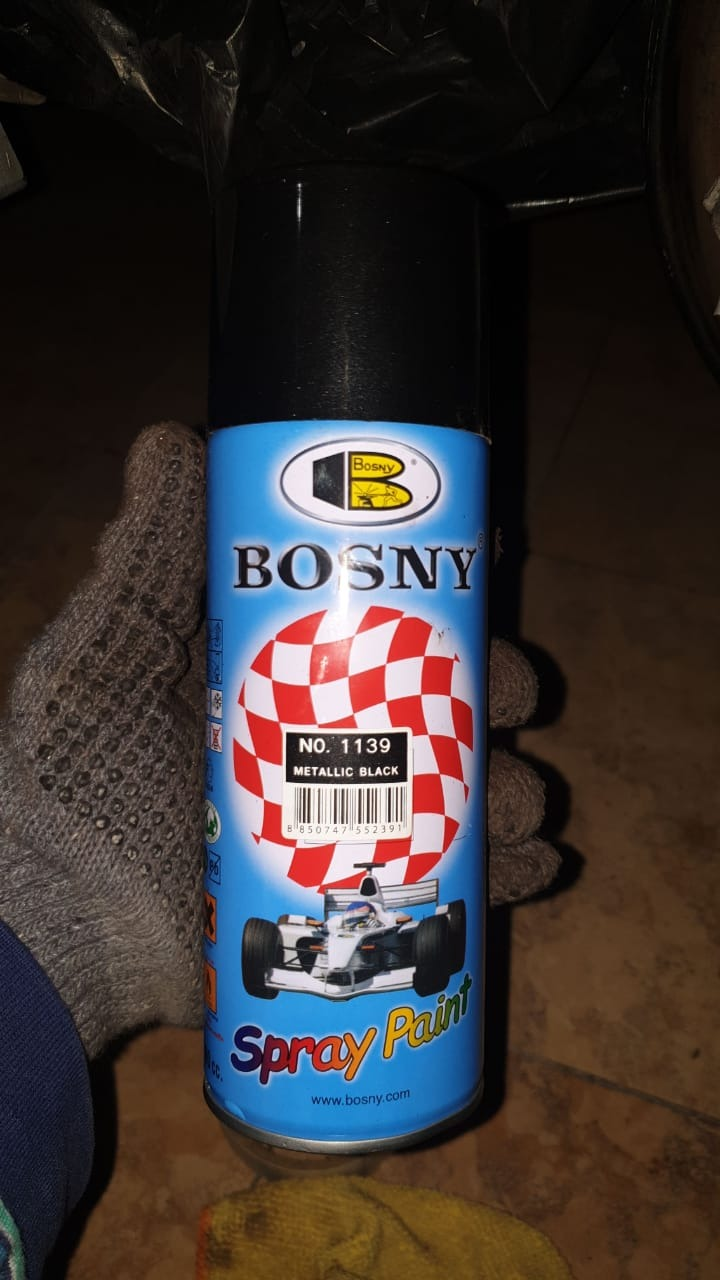 BOSNY
BOSNY®
NO. 1139
METALLIC BLACK
8 850747 552391
Spray Paint
www.bosny.com